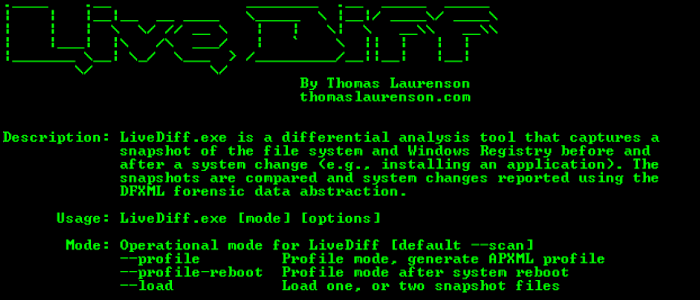 Live Diff
By Thomas Laurenson
thomaslaurenson.com
Description: LiveDiff.exe is a differential analysis tool that captures a
snapshot of the file system and Windows Registry before and
after a system change (e.g., installing an application). The
snapshots are compared and system changes reported using the
DFXML forensic data abstraction.
Usage: LiveDiff.exe [mode] [options]
Mode: Operational mode for LiveDiff [default --scan]
--profile Profile mode, generate APXML profile
--profile-reboot Profile mode after system reboot
--load Load one, or two snapshot files